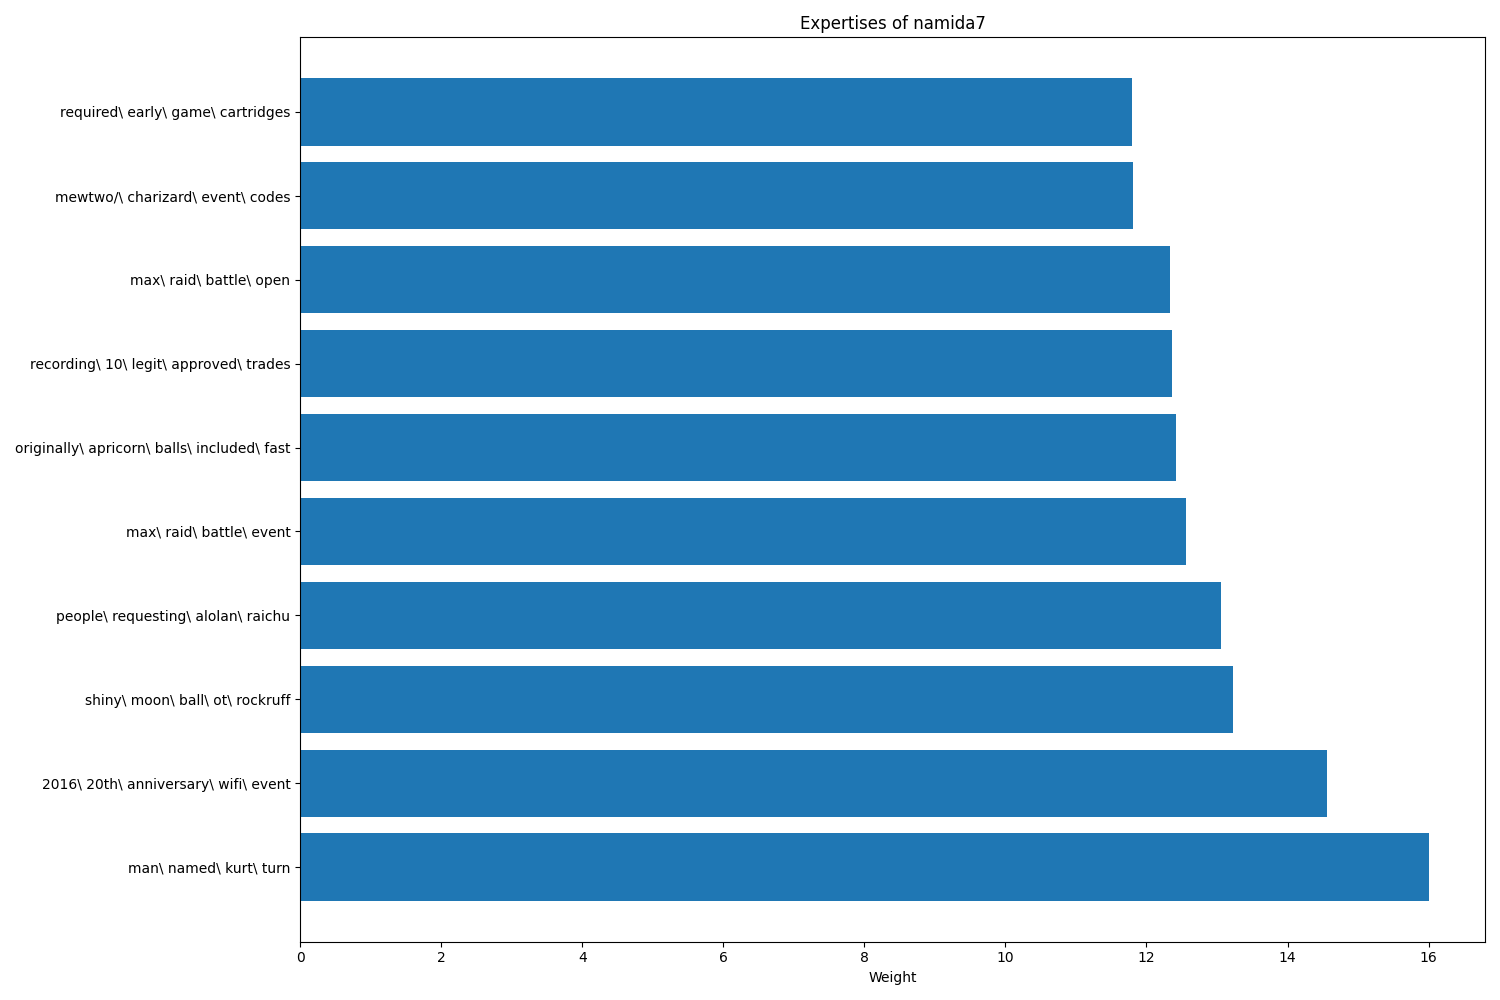 Expertises of namida7
required\ early\ game\ cartridges
mewtwo/\ charizard\ event\ codes
max\ raid\ battle\ open
recording\ 10\ legit\ approved\ trades
originally\ apricorn\ balls\ included\ fast
max\ raid\ battle\ event
people\ requesting\ alolan\ raichu
shiny\ moon\ ball\ ot\ rockruff
2016\ 20th\ anniversary\ wifi\ event
man\ named\ kurt\ turn
0 2 4 6 8 10 12 14 16
Weight